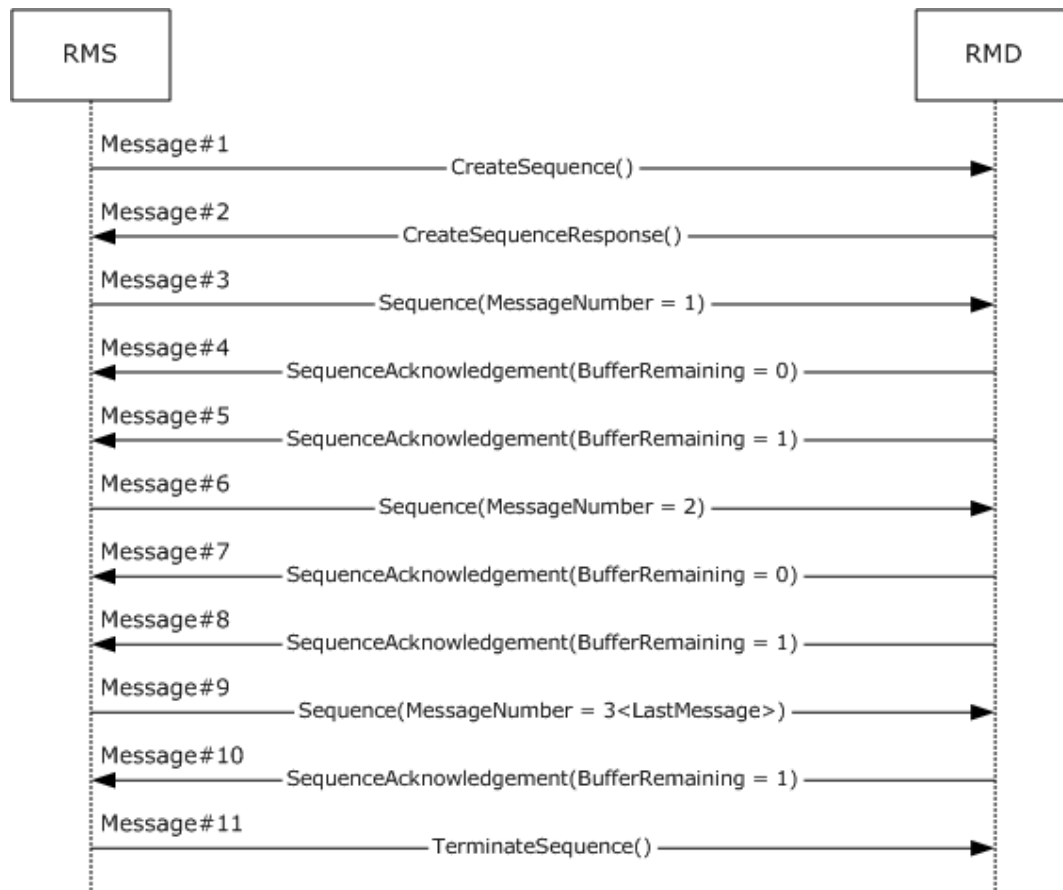 RMS
RMD
Message#1
CreateSequence()
Message#2
CreateSequenceResponse()
Message#3
Sequence(MessageNumber = 1)
Message#4
SequenceAcknowledgement(BufferRemaining = 0)
Message#5
SequenceAcknowledgement(BufferRemaining = 1)
Message#6
Sequence(MessageNumber = 2)
Message#7
SequenceAcknowledgement(BufferRemaining = 0)
Message#8
SequenceAcknowledgement(BufferRemaining = 1)
Message#9
Sequence(MessageNumber = 3<LastMessage>)
Message#10
SequenceAcknowledgement(BufferRemaining = 1)
Message#11
TerminateSequence()